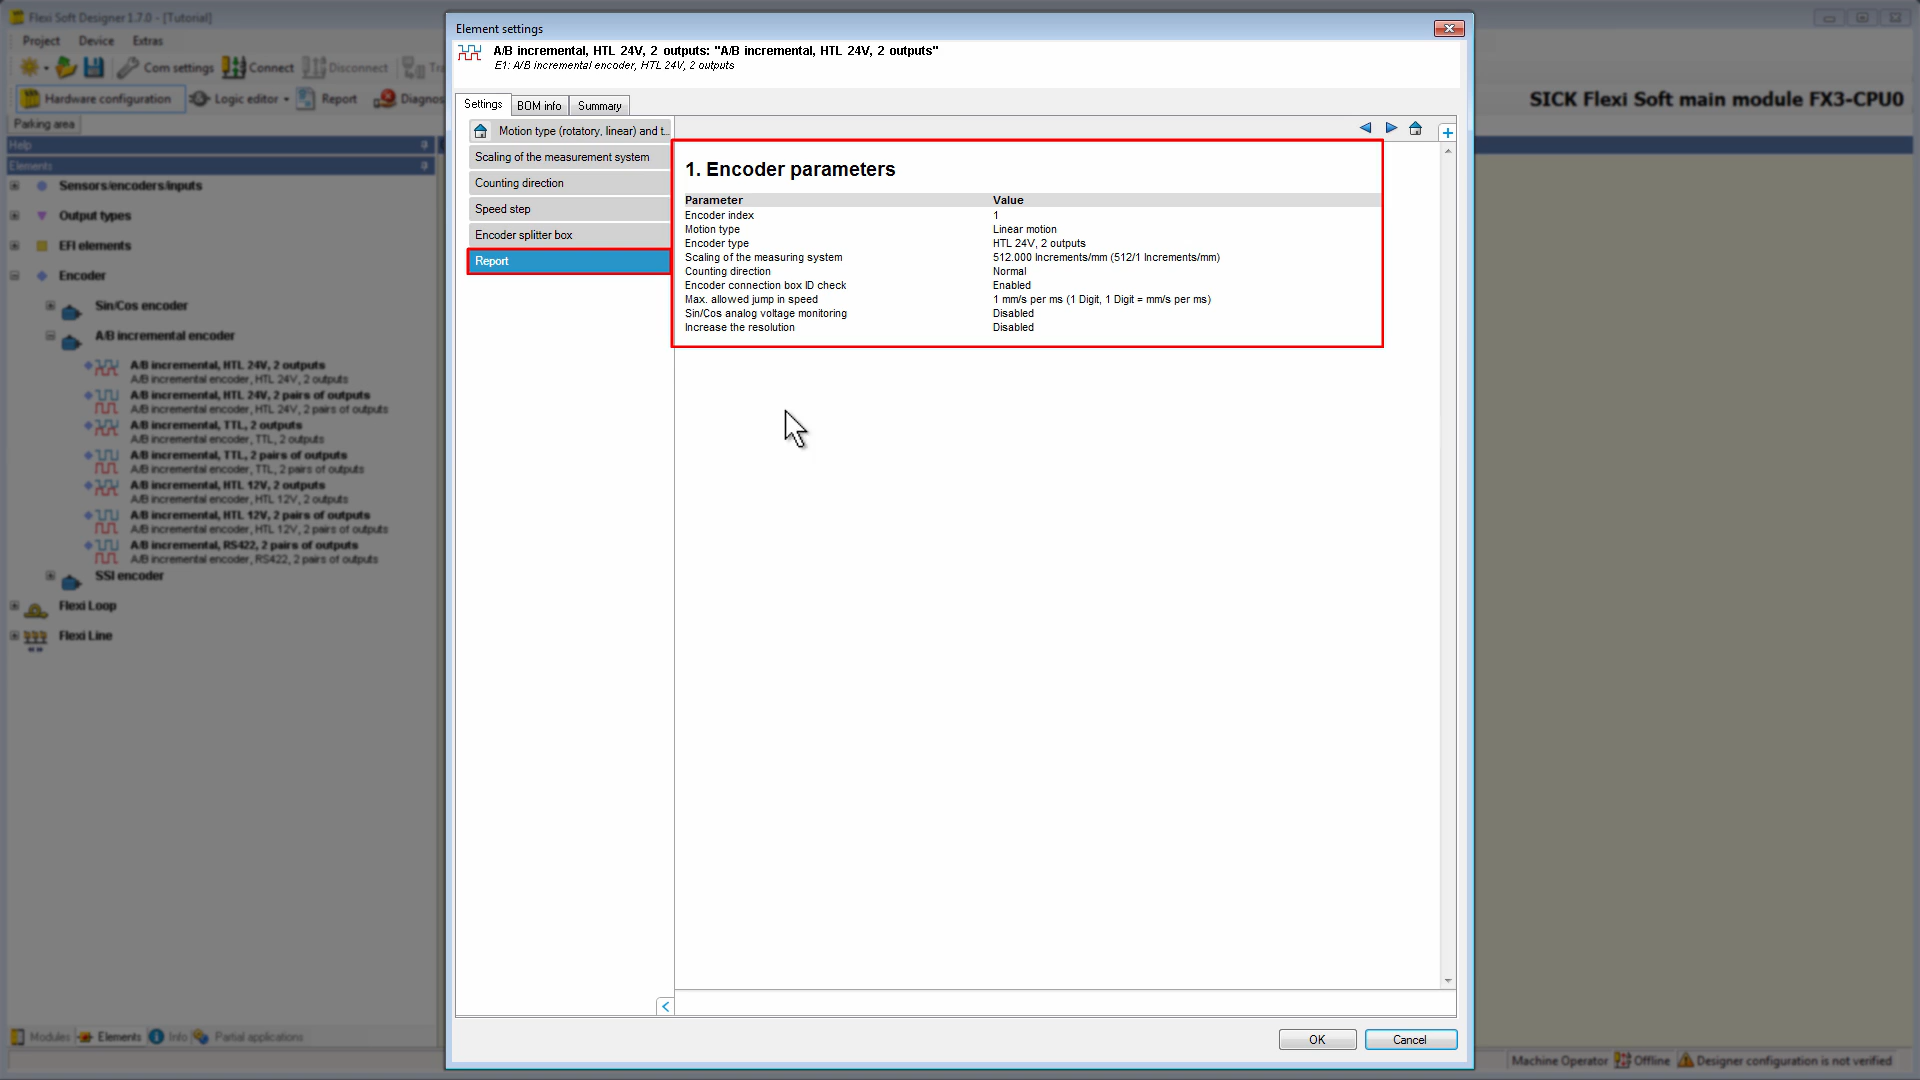 Flexi Soft Designer 1.7.0 - [Tutorial]
Project Device Extras
Com settings Connect Disconnect
Hardware configuration Logic editor Report
SICK Flexi Soft main module FX3-CPU0
Parking area
Help
Elements
Sensors/encoders/inputs
Output types
EFI elements
Encoder
Sin/Cos encoder
A/B incremental encoder
A/B incremental, HTL 24V, 2 outputs
A/B incremental encoder, HTL 24V, 2 outputs
A/B incremental, HTL 24V, 2 pairs of outputs
A/B incremental encoder, HTL 24V, 2 pairs of outputs
A/B incremental, TTL, 2 outputs
A/B incremental encoder, TTL, 2 outputs
A/B incremental, TTL, 2 pairs of outputs
A/B incremental encoder, TTL, 2 pairs of outputs
A/B incremental, HTL 12V, 2 outputs
A/B incremental encoder, HTL 12V, 2 outputs
A/B incremental, HTL 12V, 2 pairs of outputs
A/B incremental encoder, HTL 12V, 2 pairs of outputs
A/B incremental, RS422, 2 pairs of outputs
A/B incremental encoder, RS422, 2 pairs of outputs
SSI encoder
Flexi Loop
Flexi Line
Modules Elements Info Partial applications
Element settings
A/B incremental, HTL 24V, 2 outputs: "A/B incremental, HTL 24V, 2 outputs"
E1: A/B incremental encoder, HTL 24V, 2 outputs
Settings BOM info Summary
Motion type (rotatory, linear) and t...
Scaling of the measurement system
Counting direction
Speed step
Encoder splitter box
Report
1. Encoder parameters
Parameter Value
Encoder index 1
Motion type Linear motion
Encoder type HTL 24V, 2 outputs
Scaling of the measuring system 512.000 Increments/mm (512/1 Increments/mm)
Counting direction Normal
Encoder connection box ID check Enabled
Max. allowed jump in speed 1 mm/s per ms (1 Digit, 1 Digit = mm/s per ms)
Sin/Cos analog voltage monitoring Disabled
Increase the resolution Disabled
OK Cancel
Machine Operator Offline Designer configuration is not verified